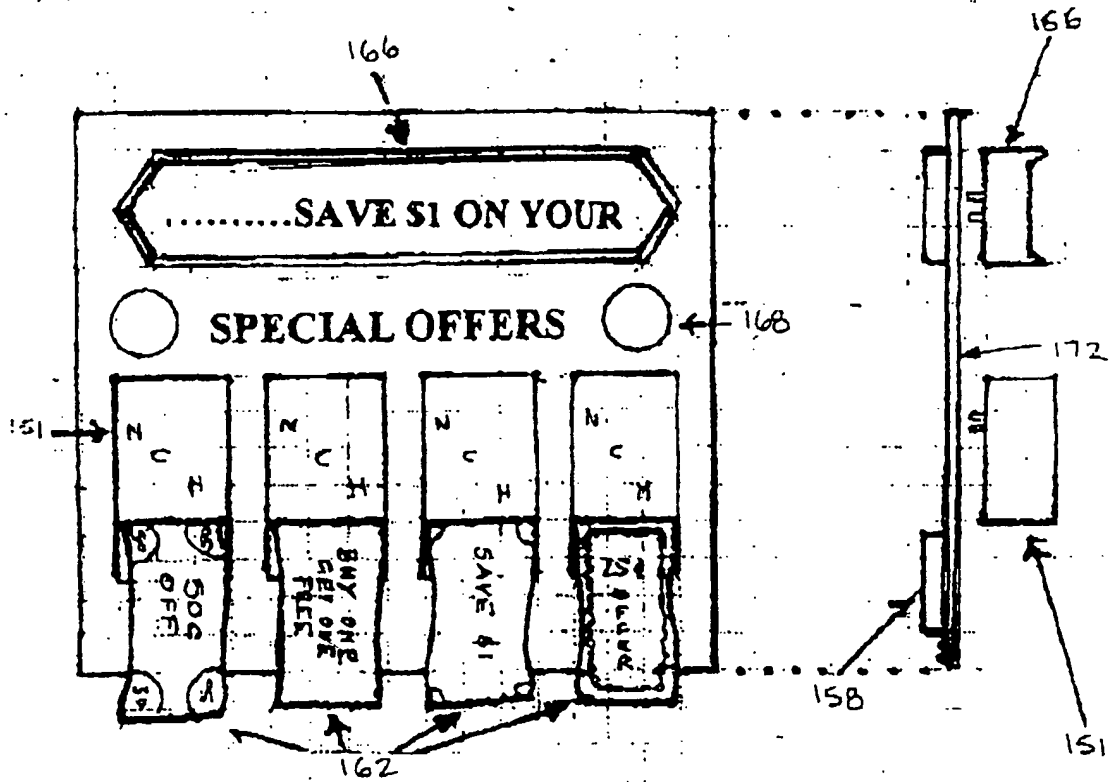 166
166
..........SAVE $1 ON YOUR
SPECIAL OFFERS
168
172
151
N U H
N U H
N U H
N U H
50¢ OFF
BUY ONE GET ONE FREE
SAVE $1
158
151
162